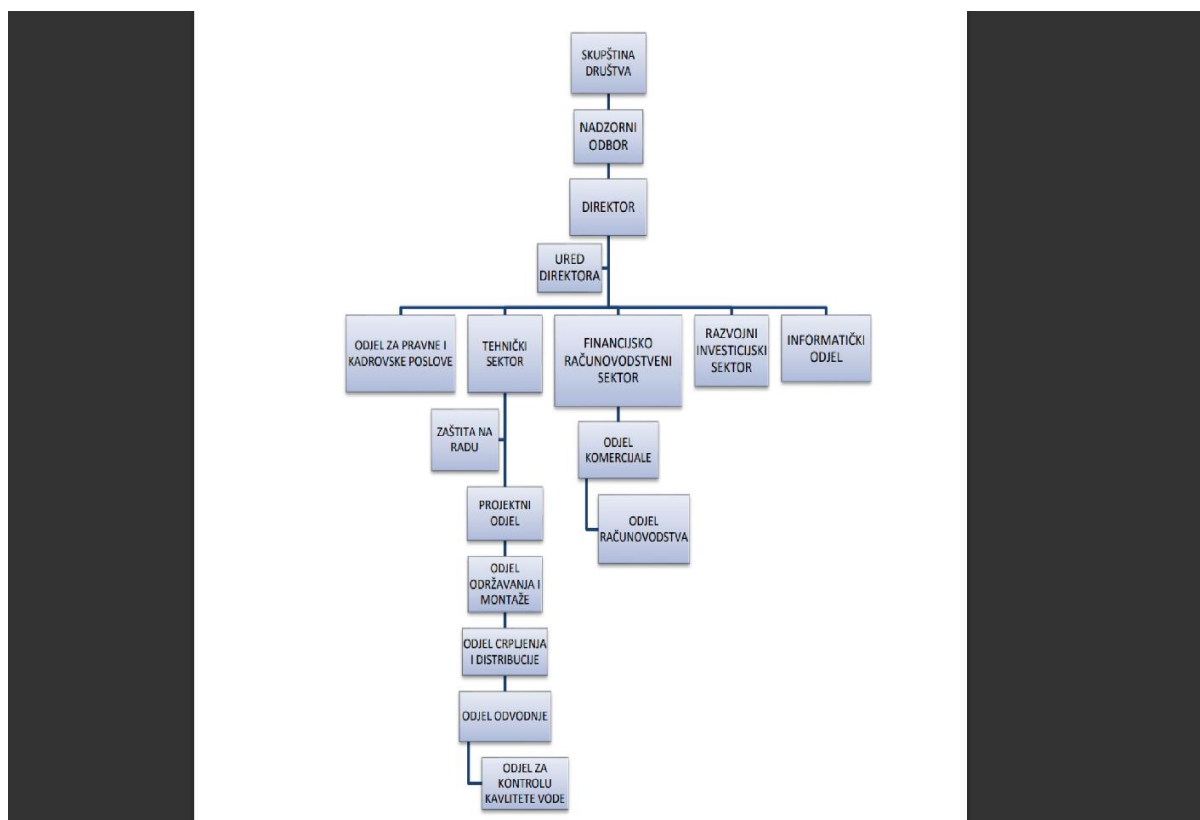 SKUPŠTINA
DRUŠTVA
NADZORNI
ODBOR
DIREKTOR
URED
DIREKTORA
ODJEL ZA PRAVNE I
KADROVSKE POSLOVE
TEHNIČKI
SEKTOR
FINANCIJSKO
RAČUNOVODSTVENI
SEKTOR
RAZVOJNI
INVESTICIJSKI
SEKTOR
INFORMATIČKI
ODJEL
ZAŠTITA NA
RADU
ODJEL
KOMERCIJALE
PROJEKTNI
ODJEL
ODJEL
RAČUNOVODSTVA
ODJEL
ODRŽAVANJA I
MONTAŽE
ODJEL CRPLJENJA
I DISTRIBUCIJE
ODJEL ODVODNJE
ODJEL ZA
KONTROLU
KAVLITETE VODE